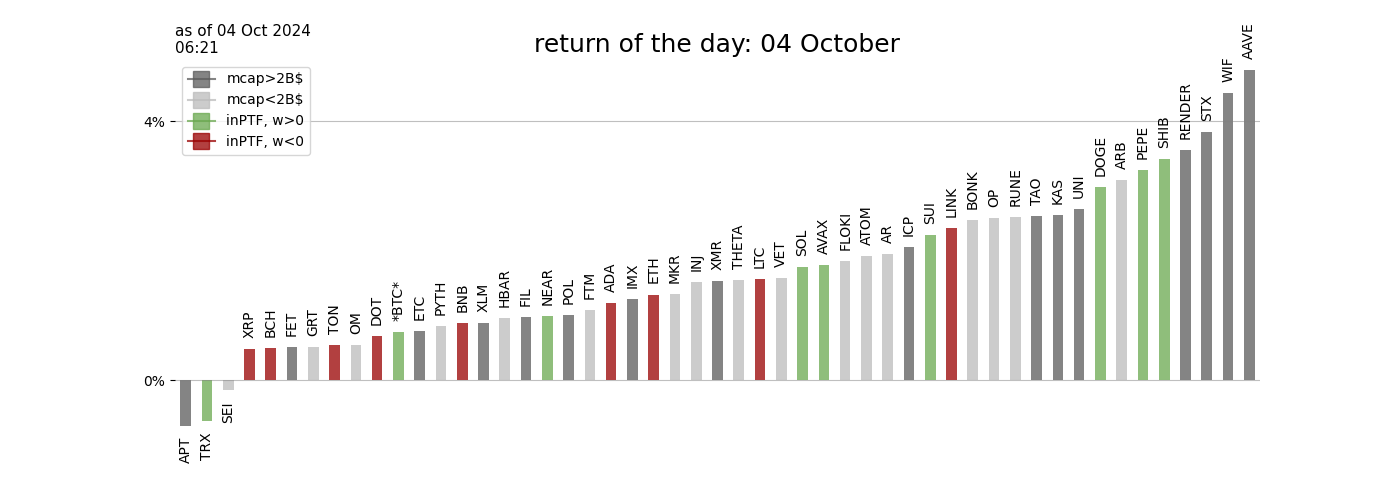 as of 04 Oct 2024
06:21
return of the day: 04 October
mcap>2B$
mcap<2B$
inPTF, w>0
inPTF, w<0
4%
0%
APT
TRX
SEI
XRP
BCH
FET
GRT
TON
OM
DOT
*BTC*
ETC
PYTH
BNB
XLM
HBAR
FIL
NEAR
POL
FTM
ADA
IMX
ETH
MKR
INJ
XMR
THETA
LTC
VET
SOL
AVAX
FLOKI
ATOM
AR
ICP
SUI
LINK
BONK
OP
RUNE
TAO
KAS
UNI
DOGE
ARB
PEPE
SHIB
RENDER
STX
WIF
AAVE